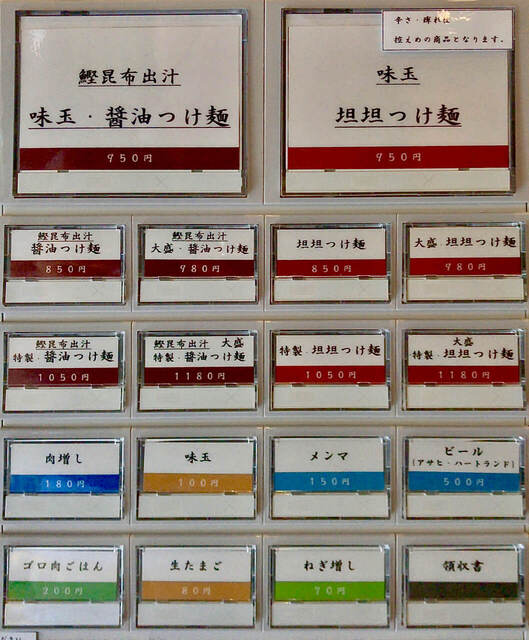 鰹昆布出汁
味玉・醤油つけ麺
950円
辛さ・痺れは
控えめの商品となります。
味玉
坦坦つけ麺
950円
鰹昆布出汁
醤油つけ麺
850円
鰹昆布出汁
大盛・醤油つけ麺
980円
坦坦つけ麺
850円
大盛 坦坦つけ麺
980円
鰹昆布出汁
特製・醤油つけ麺
1050円
鰹昆布出汁 大盛
特製・醤油つけ麺
1180円
特製・坦坦つけ麺
1050円
大盛
特製・坦坦つけ麺
1180円
肉増し
180円
味玉
100円
メンマ
150円
ビール
(アサヒ・ハートランド)
500円
ゴロ肉ごはん
200円
生たまご
80円
ねぎ増し
70円
領収書